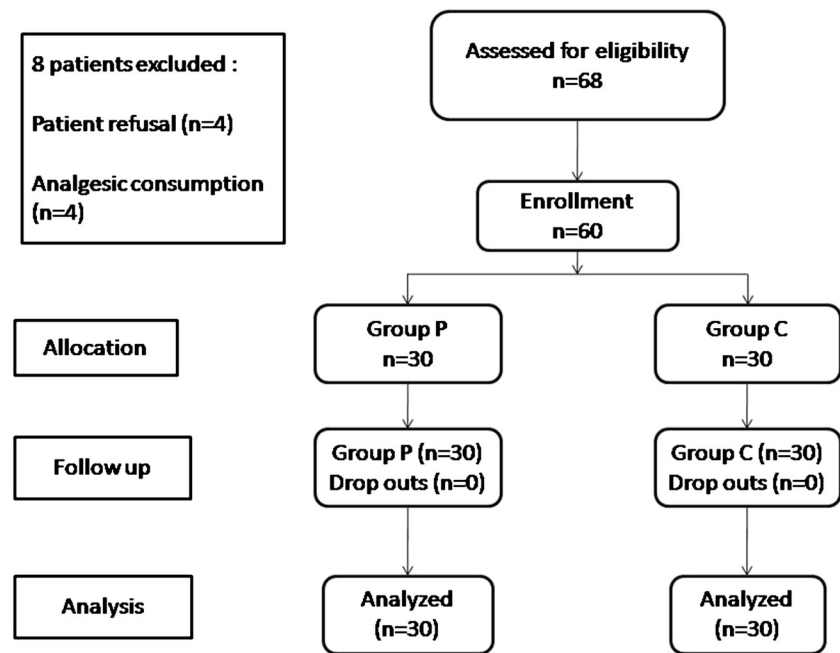 8 patients excluded :
Patient refusal (n=4)
Analgesic consumption
(n=4)
Assessed for eligibility
n=68
Enrollment
n=60
Allocation
Group P
n=30
Group C
n=30
Follow up
Group P (n=30)
Drop outs (n=0)
Group C (n=30)
Drop outs (n=0)
Analysis
Analyzed
(n=30)
Analyzed
(n=30)